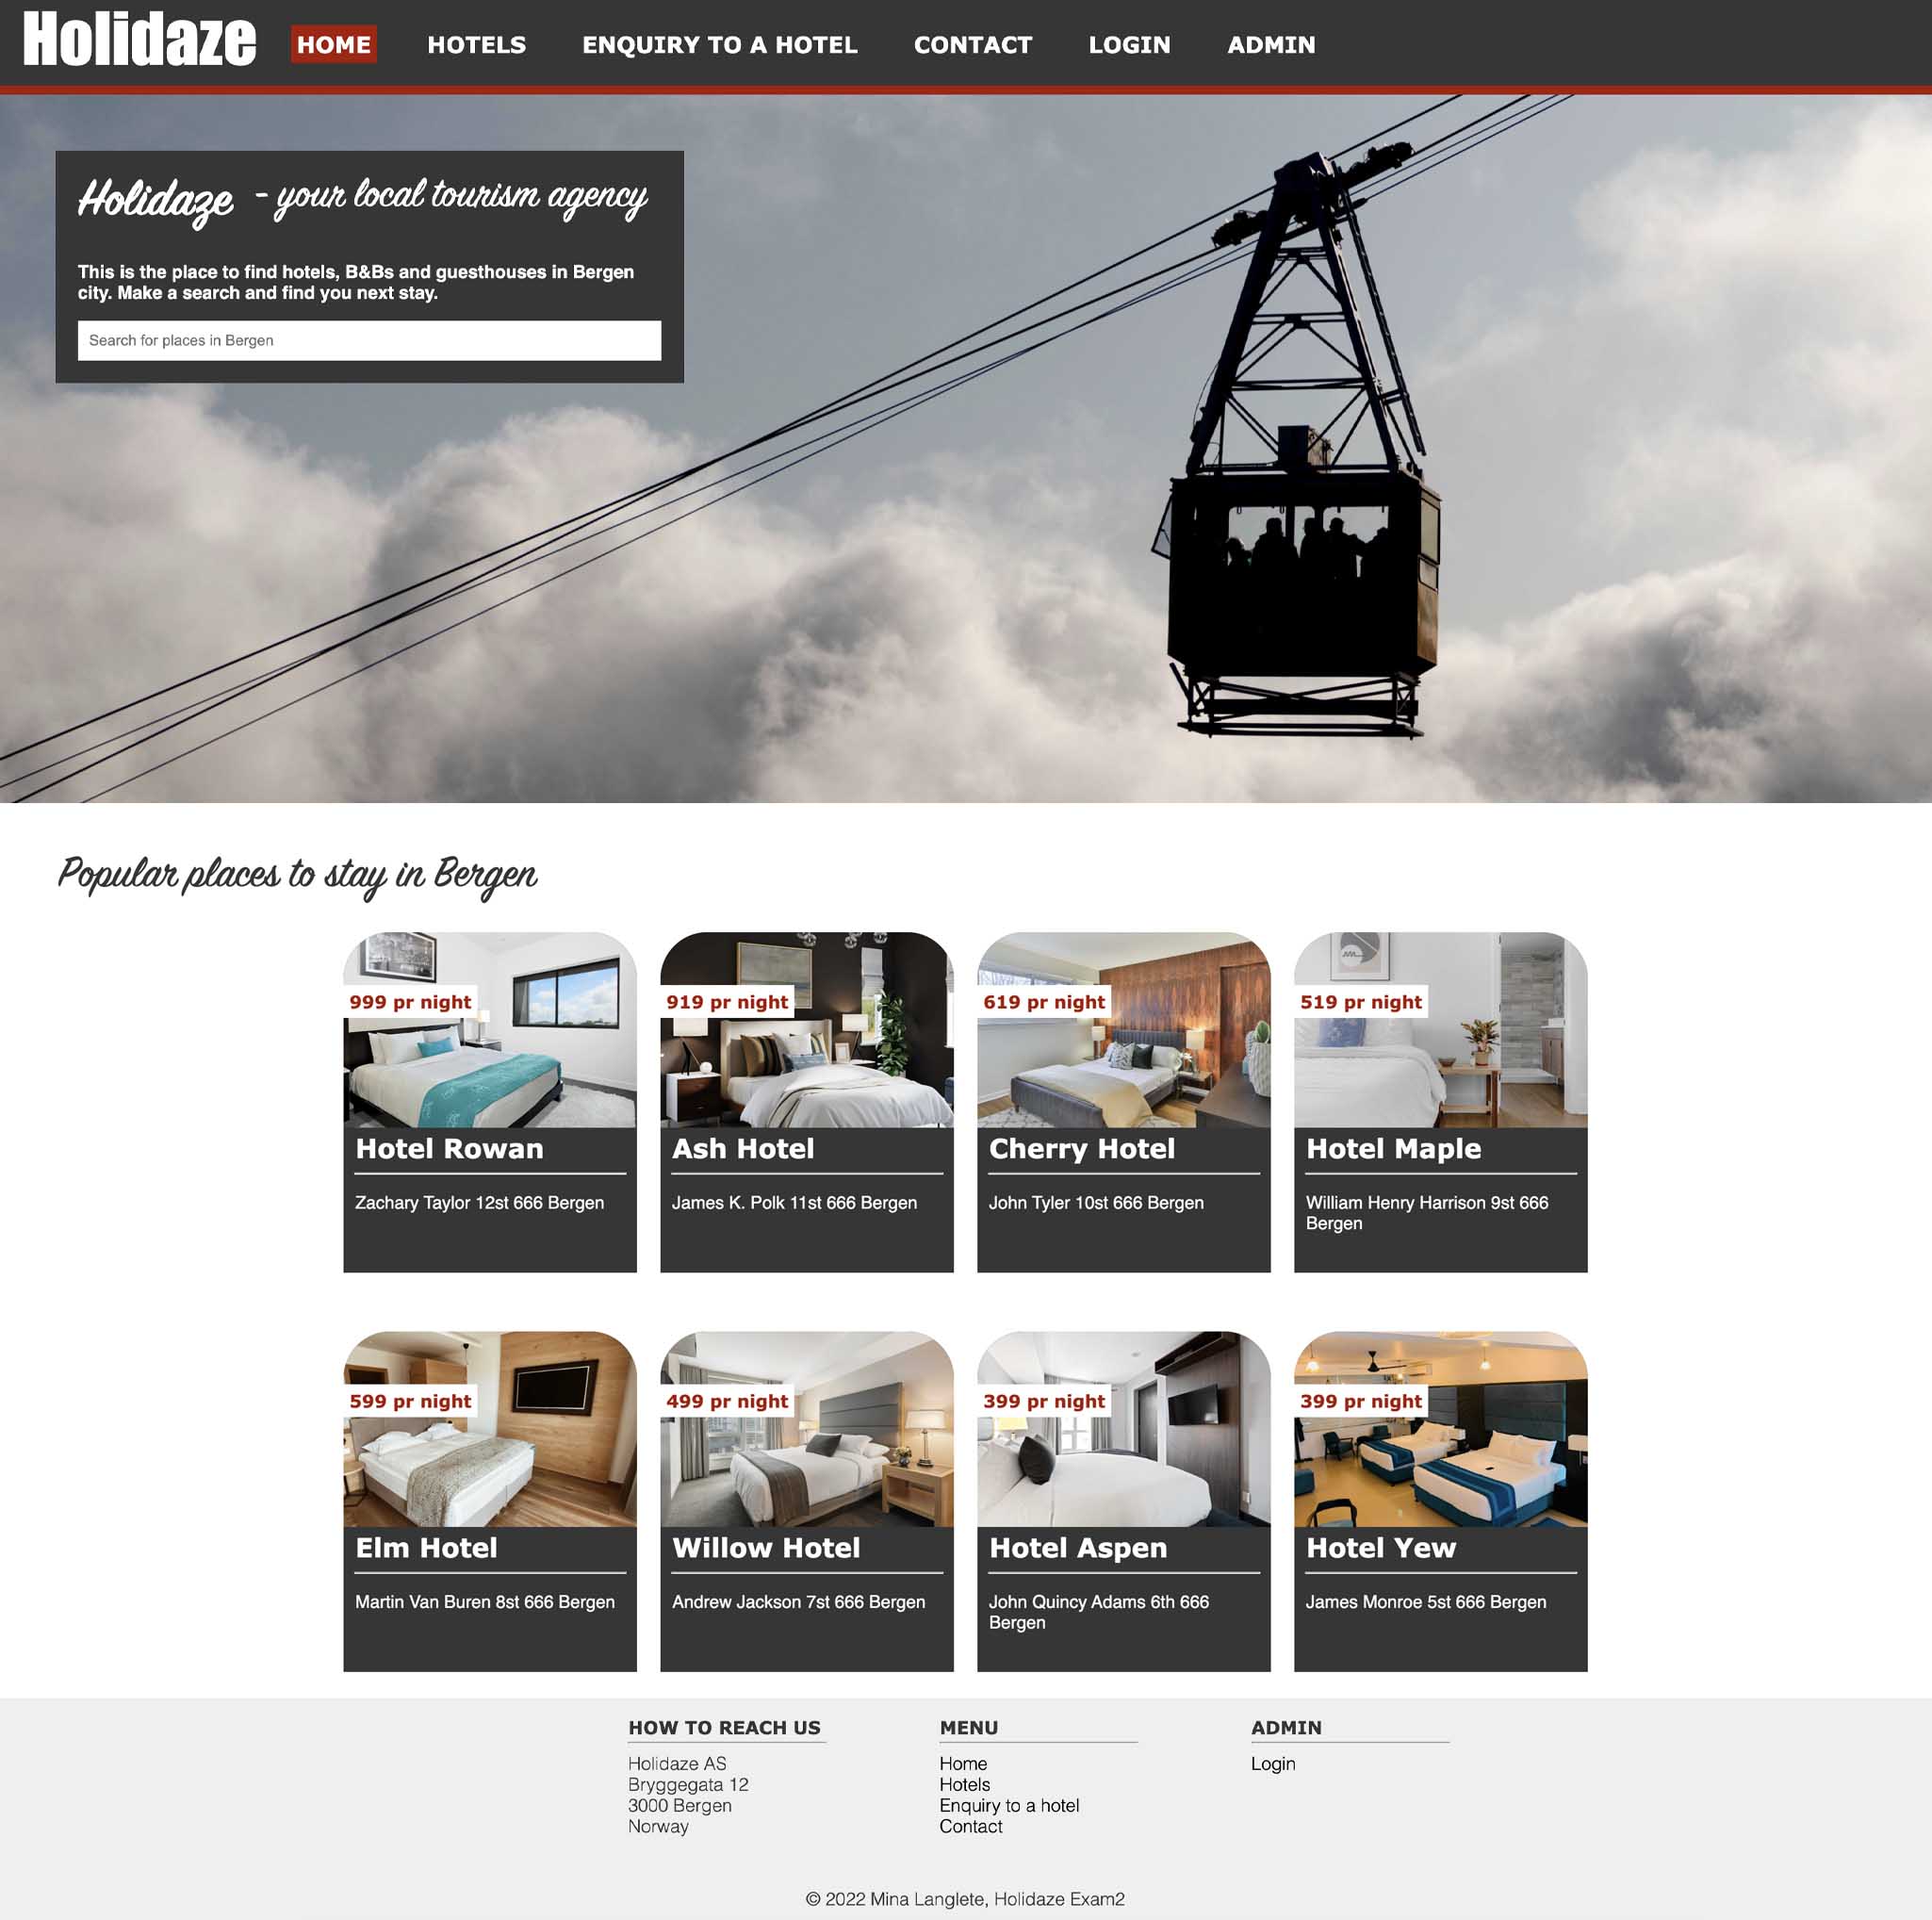 Holidaze
HOME
HOTELS
ENQUIRY TO A HOTEL
CONTACT
LOGIN
ADMIN
Holidaze - your local tourism agency
This is the place to find hotels, B&Bs and guesthouses in Bergen
city. Make a search and find you next stay.
Search for places in Bergen
Popular places to stay in Bergen
999 pr night
Hotel Rowan
Zachary Taylor 12st 666 Bergen
919 pr night
Ash Hotel
James K. Polk 11st 666 Bergen
619 pr night
Cherry Hotel
John Tyler 10st 666 Bergen
519 pr night
Hotel Maple
William Henry Harrison 9st 666
Bergen
599 pr night
Elm Hotel
Martin Van Buren 8st 666 Bergen
499 pr night
Willow Hotel
Andrew Jackson 7st 666 Bergen
399 pr night
Hotel Aspen
John Quincy Adams 6th 666
Bergen
399 pr night
Hotel Yew
James Monroe 5st 666 Bergen
HOW TO REACH US
Holidaze AS
Bryggegata 12
3000 Bergen
Norway
MENU
Home
Hotels
Enquiry to a hotel
Contact
ADMIN
Login
© 2022 Mina Langlete, Holidaze Exam2